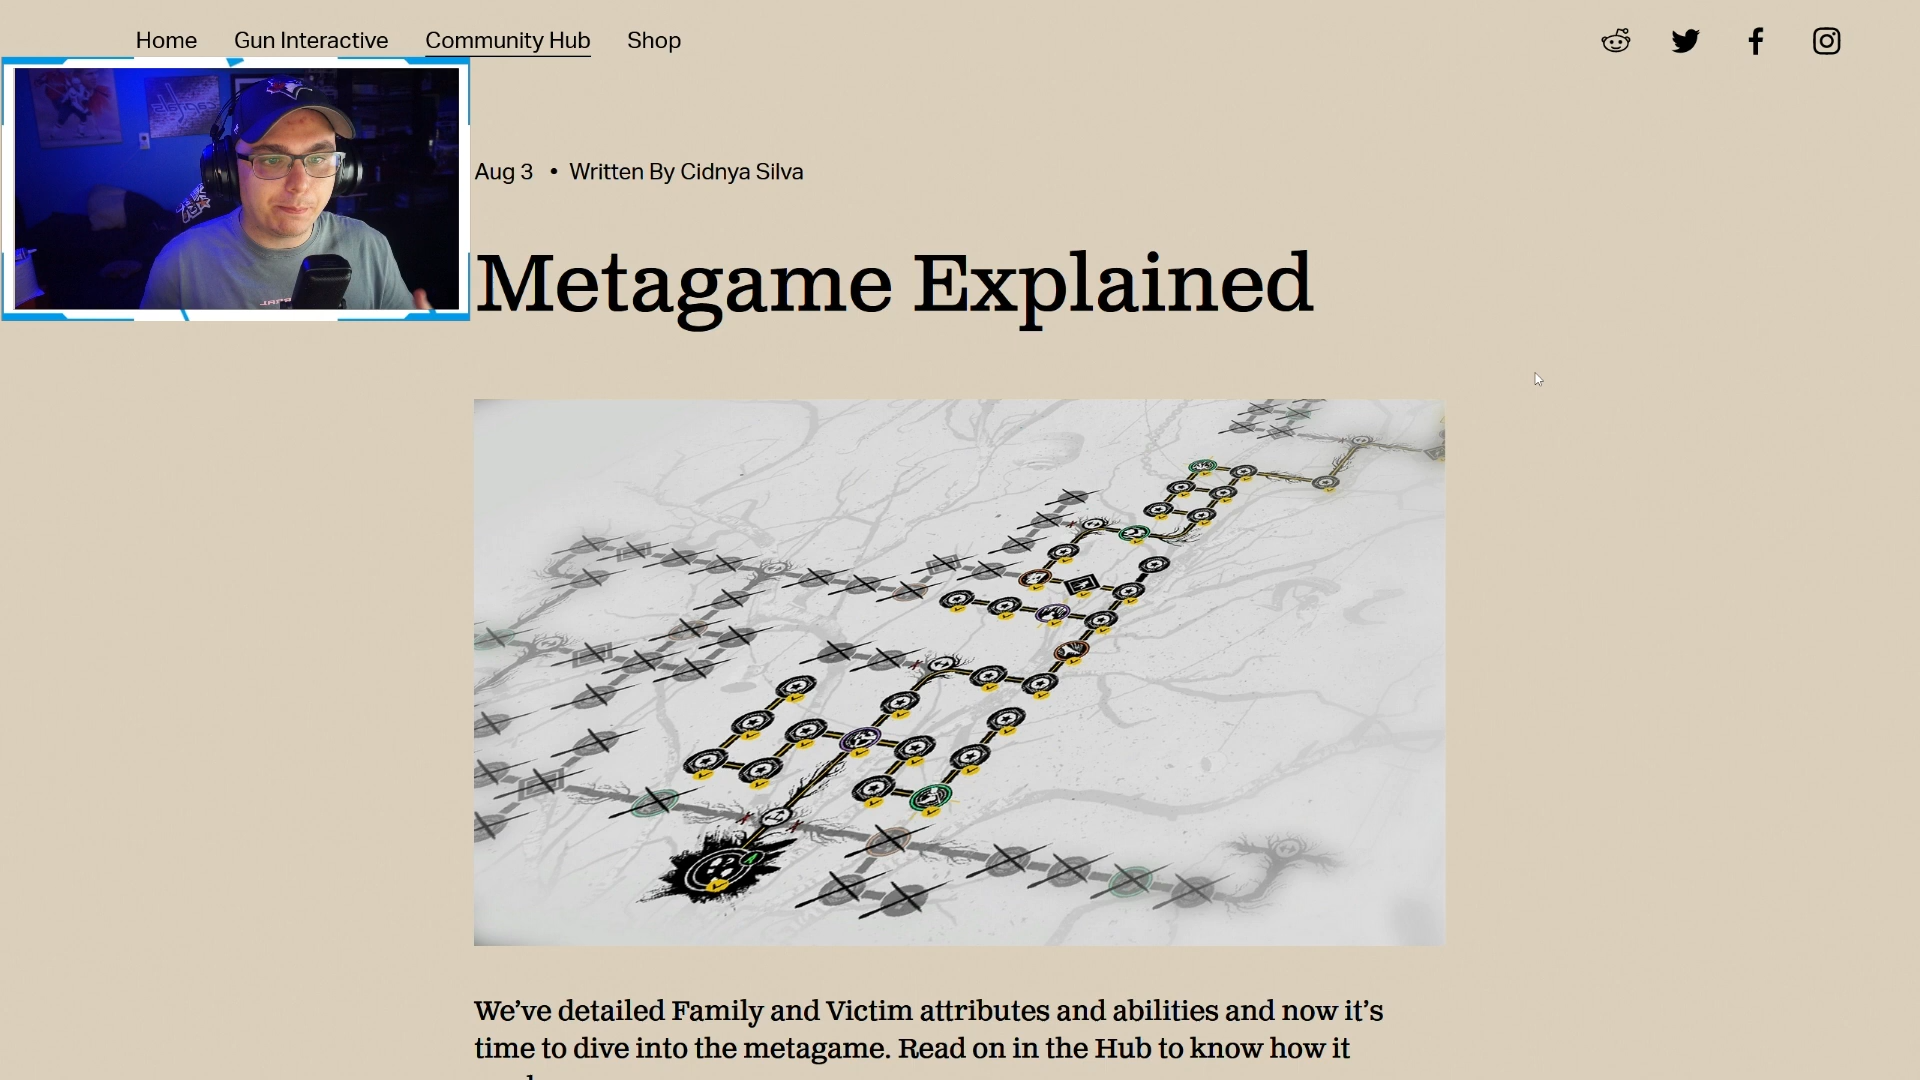 Home Gun Interactive Community Hub Shop
Aug 3 • Written By Cidnya Silva
Metagame Explained
We’ve detailed Family and Victim attributes and abilities and now it’s
time to dive into the metagame. Read on in the Hub to know how it